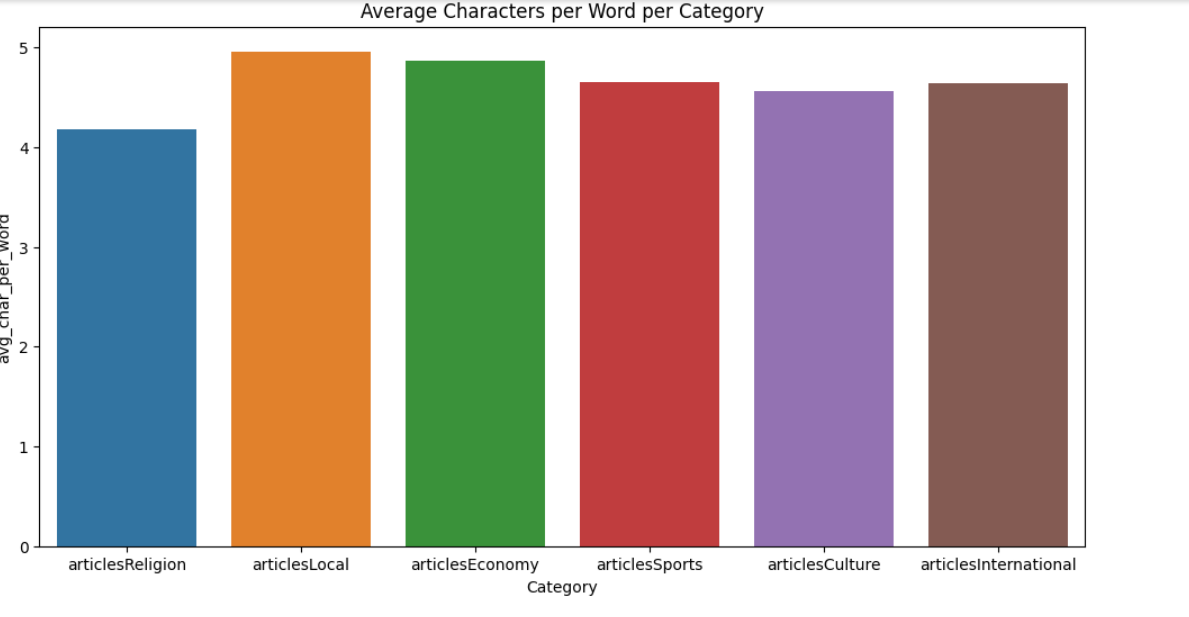 Average Characters per Word per Category
5
4
3
2
1
0
avg_char_per_word
articlesReligion articlesLocal articlesEconomy articlesSports articlesCulture articlesInternational
Category